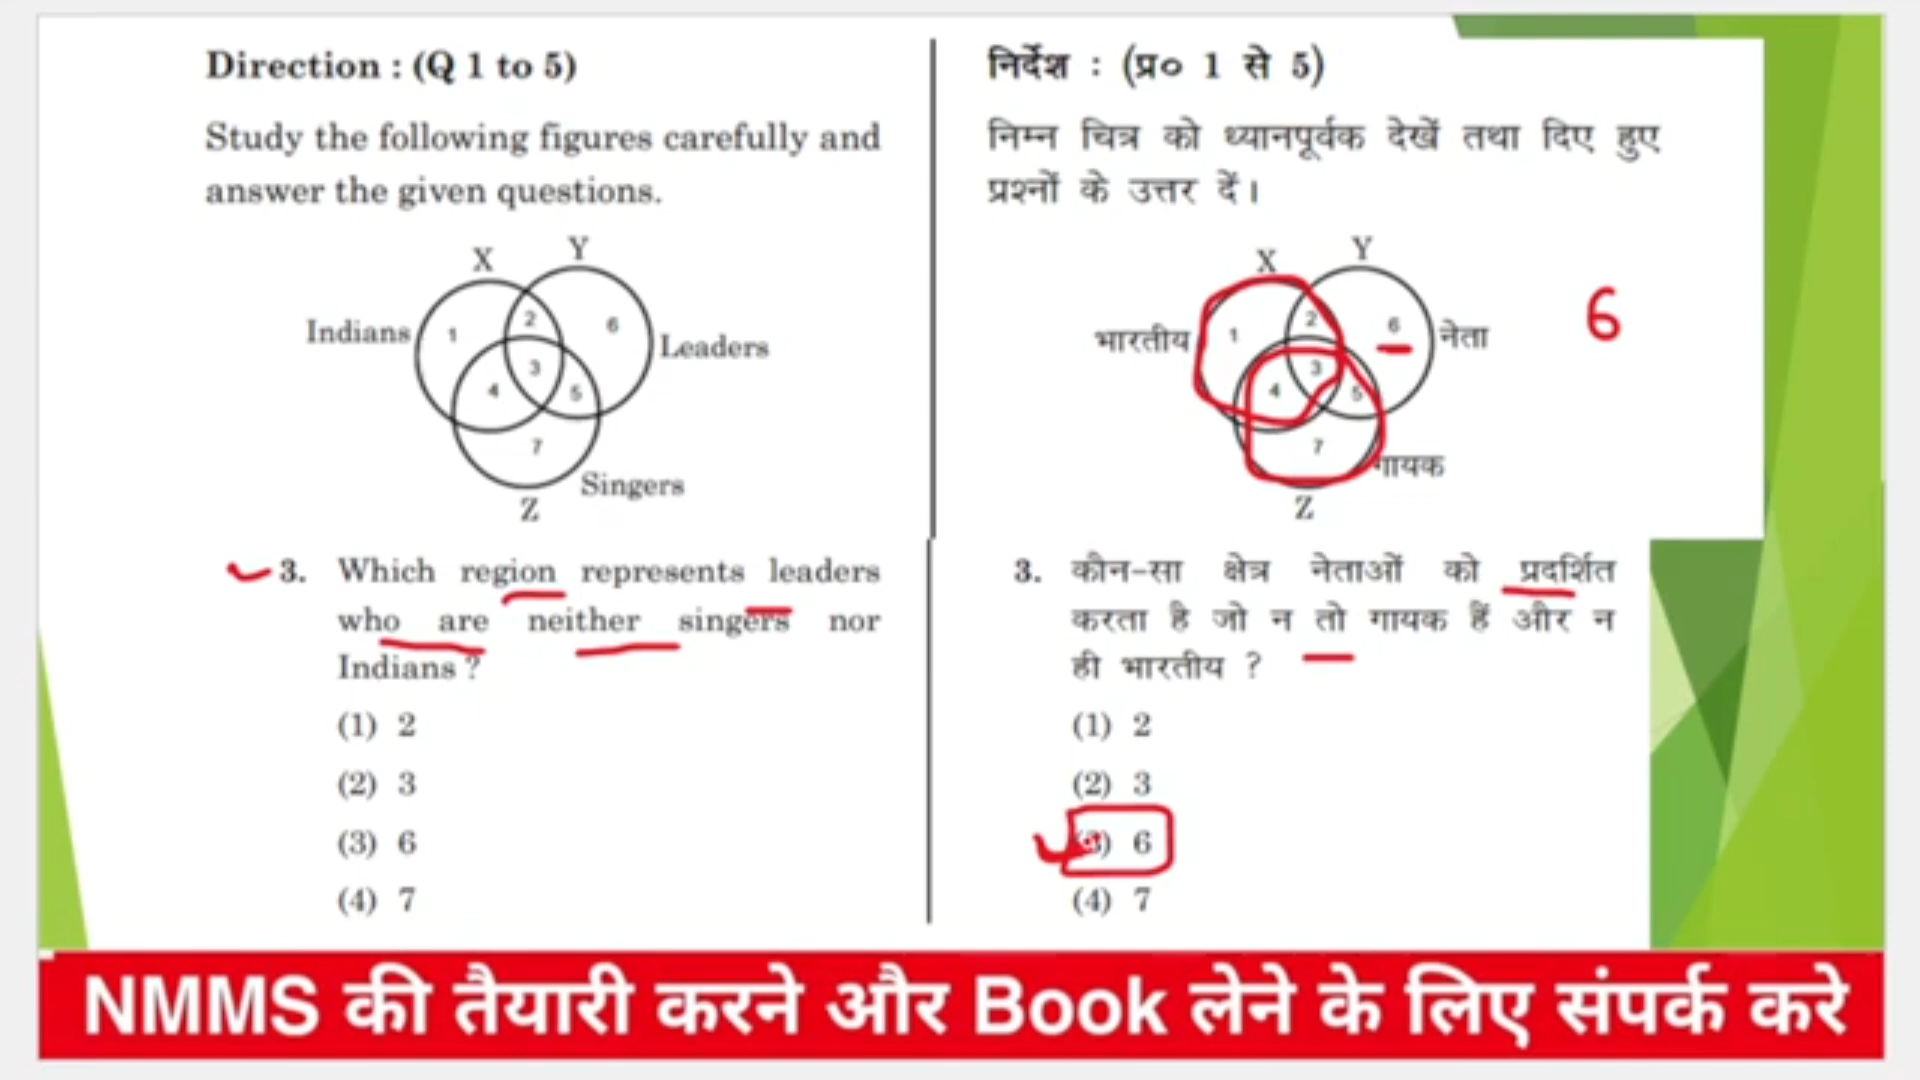 Direction : (Q 1 to 5)
Study the following figures carefully and
answer the given questions.
X
Y
Indians
1
2
6
Leaders
3
4
5
7
Singers
Z
3. Which region represents leaders
who are neither singers nor
Indians ?
(1) 2
(2) 3
(3) 6
(4) 7
निर्देश : (प्र० 1 से 5)
निम्न चित्र को ध्यानपूर्वक देखें तथा दिए हुए
प्रश्नों के उत्तर दें।
X
Y
भारतीय
1
2
6
नेता
6
3
4
5
7
गायक
Z
3. कौन-सा क्षेत्र नेताओं को प्रदर्शित
करता है जो न तो गायक हैं और न
ही भारतीय ?
(1) 2
(2) 3
(3) 6
(4) 7
NMMS की तैयारी करने और Book लेने के लिए संपर्क करे